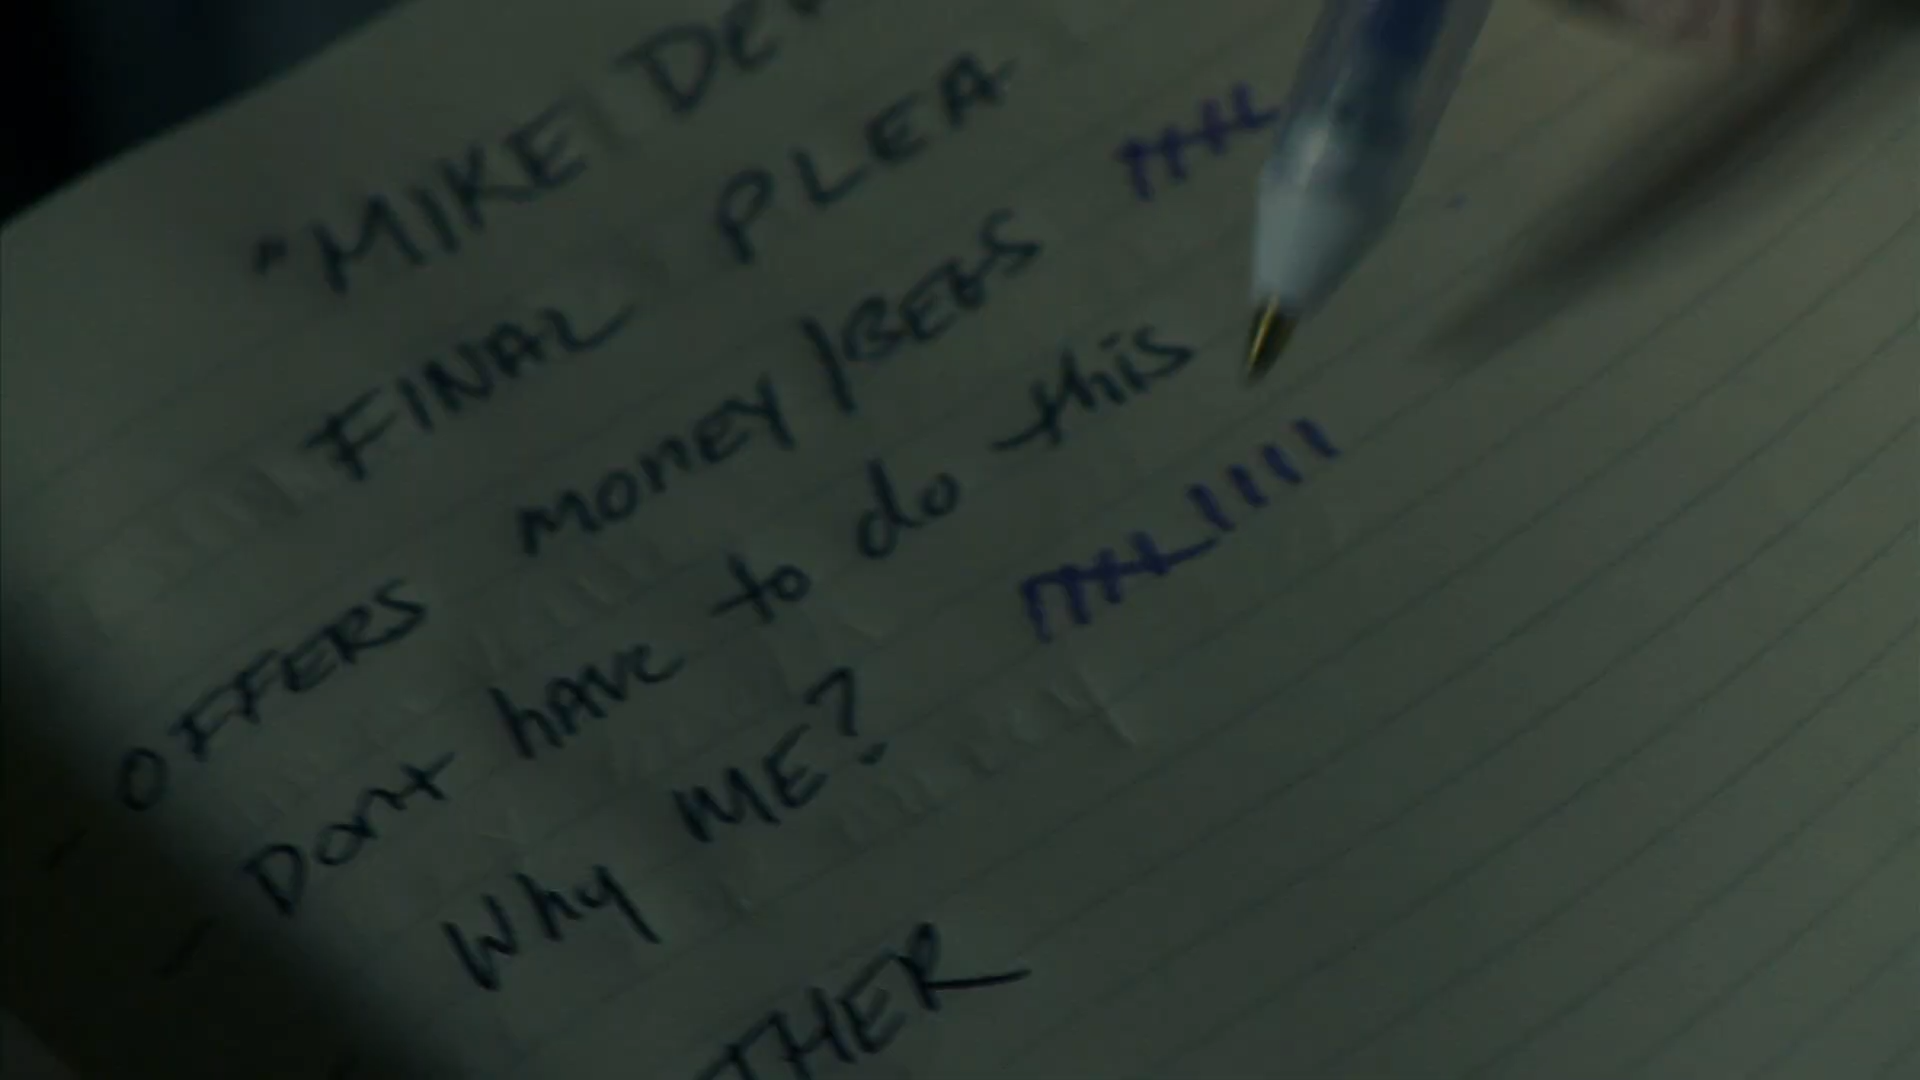 "MIKE
FINAL PLEA
OFFERS MONEY/BEGS
Dont have to do this
Why ME?